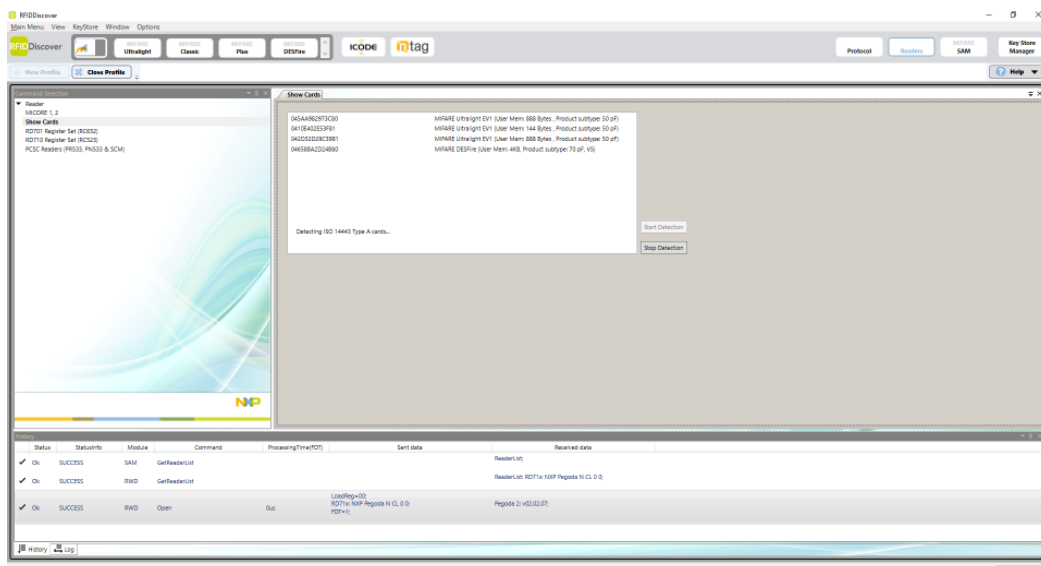 RFIDDiscover
Main Menu View KeyStore Window Options
RFIDDiscover
MIFARE Ultralight
MIFARE Classic
MIFARE Plus
MIFARE DESFire
ICODE
ntag
Protocol
Readers
MIFARE SAM
Key Store Manager
New Profile
Close Profile
Help
Command Selection
Show Cards
Reader
MICORE 1, 2
Show Cards
RD701 Register Set (RC632)
RD710 Register Set (RC523)
PCSC Readers (PR533, PN533 & SCM)
NXP
MIFARE Ultralight EV1 (User Mem: 888 Bytes , Product subtype: 50 pF)
MIFARE Ultralight EV1 (User Mem: 144 Bytes , Product subtype: 50 pF)
MIFARE Ultralight EV1 (User Mem: 888 Bytes , Product subtype: 50 pF)
MIFARE DESFire (User Mem: 4KB, Product subtype: 70 pF, V5)
Detecting ISO 14443 Type A cards...
Start Detection
Stop Detection
History
Status StatusInfo Module Command ProcessingTime(FDT) Sent data Received data
Ok SUCCESS SAM GetReaderList ReaderList:
Ok SUCCESS RWD GetReaderList ReaderList: RD71x: NXP Pegoda N CL 0 0;
LoadReg=00;
Ok SUCCESS RWD Open 0us RD71x: NXP Pegoda N CL 0 0; Pegoda 2: v02.02.07;
FDT=1;
History Log